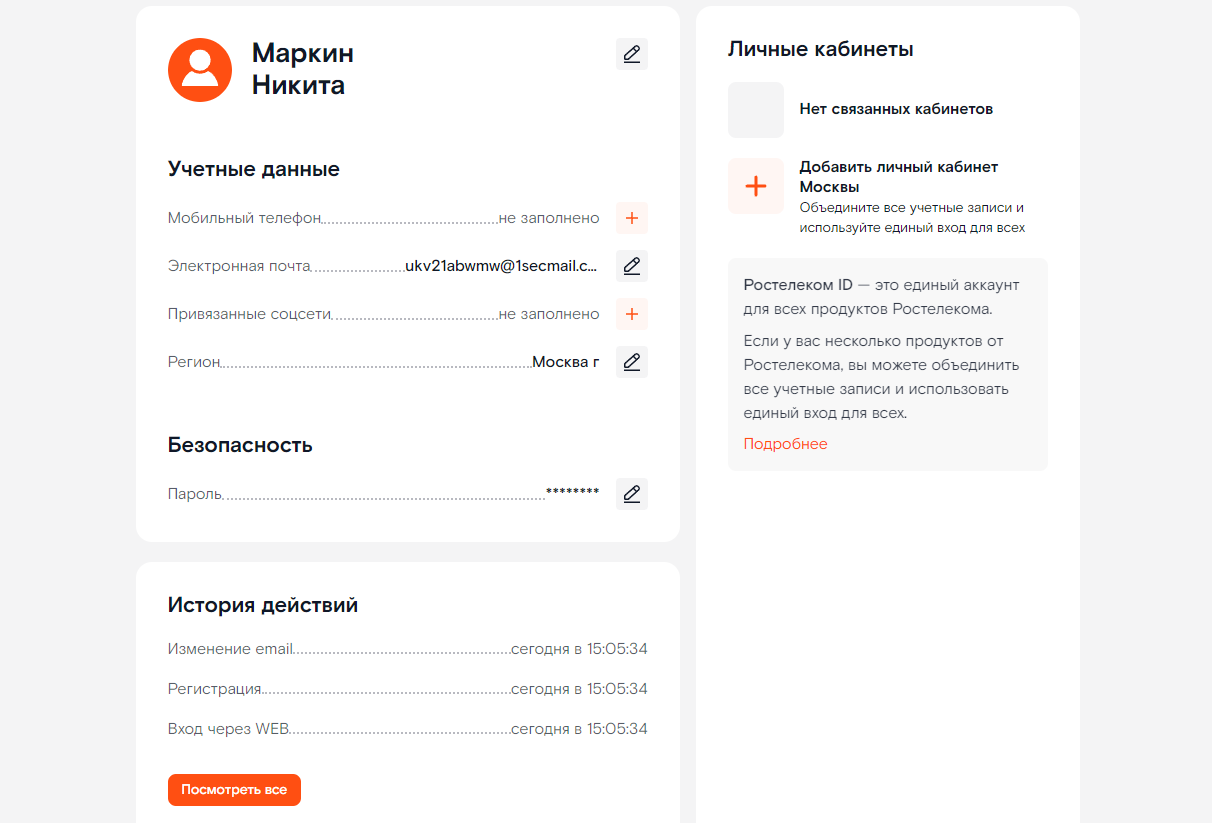 Маркин
Никита
Учетные данные
Мобильный телефон не заполнено
Электронная почта ukv21abwmw@1secmail.c...
Привязанные соцсети не заполнено
Регион Москва г
Безопасность
Пароль ********
История действий
Изменение email сегодня в 15:05:34
Регистрация сегодня в 15:05:34
Вход через WEB сегодня в 15:05:34
Посмотреть все
Личные кабинеты
Нет связанных кабинетов
Добавить личный кабинет
Москвы
Объедините все учетные записи и
используйте единый вход для всех
Ростелеком ID — это единый аккаунт
для всех продуктов Ростелекома.
Если у вас несколько продуктов от
Ростелекома, вы можете объединить
все учетные записи и использовать
единый вход для всех.
Подробнее